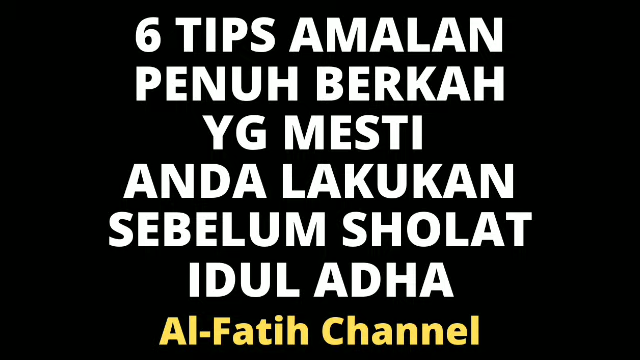 6 TIPS AMALAN
PENUH BERKAH
YG MESTI
ANDA LAKUKAN
SEBELUM SHOLAT
IDUL ADHA
Al-Fatih Channel